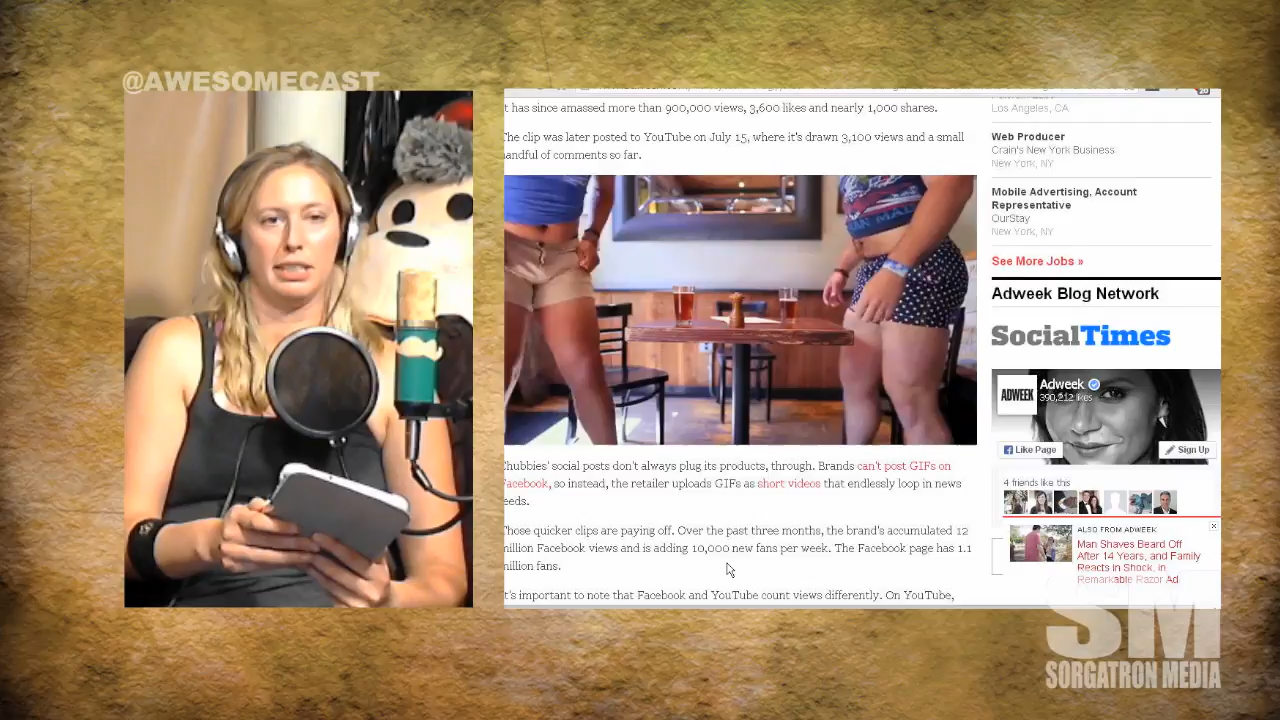 @AWESOMECAST
t has since amassed more than 900,000 views, 3,600 likes and nearly 1,000 shares.
The clip was later posted to YouTube on July 15, where it's drawn 3,100 views and a small
handful of comments so far.
Chubbies' social posts don't always plug its products, through. Brands can't post GIFs on
Facebook, so instead, the retailer uploads GIFs as short videos that endlessly loop in news
feeds.
Those quicker clips are paying off. Over the past three months, the brand's accumulated 12
million Facebook views and is adding 10,000 new fans per week. The Facebook page has 1.1
million fans.
It's important to note that Facebook and YouTube count views differently. On YouTube,
20
Los Angeles, CA
Web Producer
Crain's New York Business
New York, NY
Mobile Advertising, Account
Representative
OurStay
New York, NY
See More Jobs »
Adweek Blog Network
SocialTimes
ADWEEK
Adweek
390,212 likes
Like Page
Sign Up
4 friends like this
ALSO FROM ADWEEK
Man Shaves Beard Off
After 14 Years, and Family
Reacts in Shock, in
Remarkable Razor Ad
SM
SORGATRON MEDIA